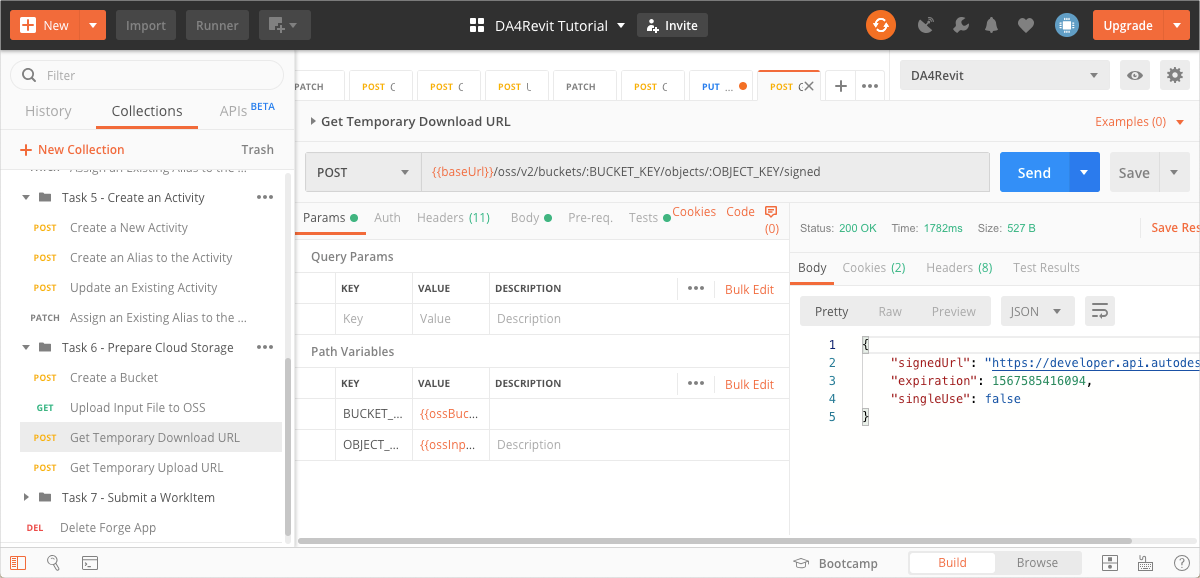 New Import Runner DA4Revit Tutorial Invite Upgrade
Filter
History Collections APIs BETA
New Collection Trash
Assign an Existing Alias to the ...
Task 5 - Create an Activity
POST Create a New Activity
POST Create an Alias to the Activity
POST Update an Existing Activity
PATCH Assign an Existing Alias to the ...
Task 6 - Prepare Cloud Storage
POST Create a Bucket
GET Upload Input File to OSS
POST Get Temporary Download URL
POST Get Temporary Upload URL
Task 7 - Submit a WorkItem
DEL Delete Forge App
PATCH POST C POST C POST L PATCH POST C PUT ... POST C
DA4Revit
Get Temporary Download URL
Examples (0)
POST {{baseUrl}}/oss/v2/buckets/:BUCKET_KEY/objects/:OBJECT_KEY/signed Send Save
Params Auth Headers (11) Body Pre-req. Tests Cookies Code (0)
Query Params
KEY VALUE DESCRIPTION ••• Bulk Edit
Key Value Description
Path Variables
KEY VALUE DESCRIPTION ••• Bulk Edit
BUCKET_... {{ossBuc...
OBJECT_... {{ossInp... Description
Status: 200 OK Time: 1782ms Size: 527 B Save Res
Body Cookies (2) Headers (8) Test Results
Pretty Raw Preview JSON
1 {
2 "signedUrl": "https://developer.api.autodes
3 "expiration": 1567585416094,
4 "singleUse": false
5 }
Bootcamp Build Browse